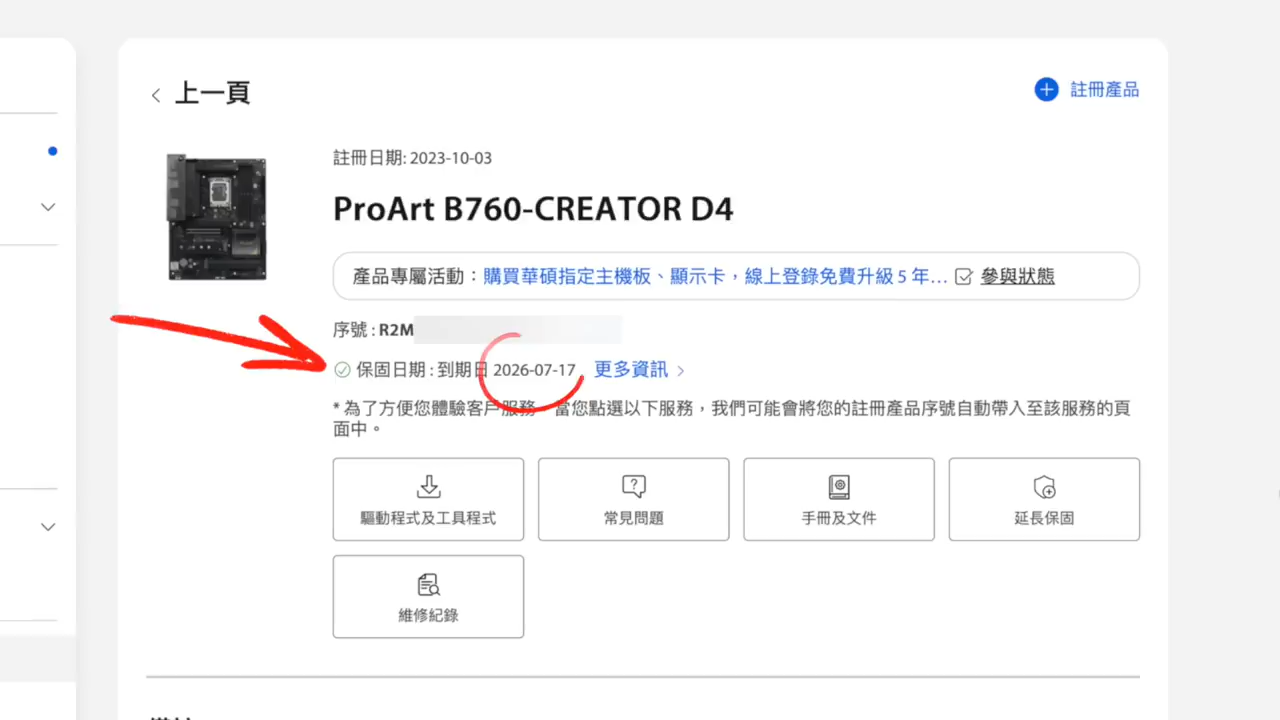 上一頁
註冊產品
註冊日期: 2023-10-03
ProArt B760-CREATOR D4
產品專屬活動：購買華碩指定主機板、顯示卡，線上登錄免費升級 5 年… 參與狀態
序號 : R2M
保固日期 : 到期日 2026-07-17 更多資訊
* 為了方便您體驗客戶服務，當您點選以下服務，我們可能會將您的註冊產品序號自動帶入至該服務的頁
面中。
驅動程式及工具程式
常見問題
手冊及文件
延長保固
維修紀錄